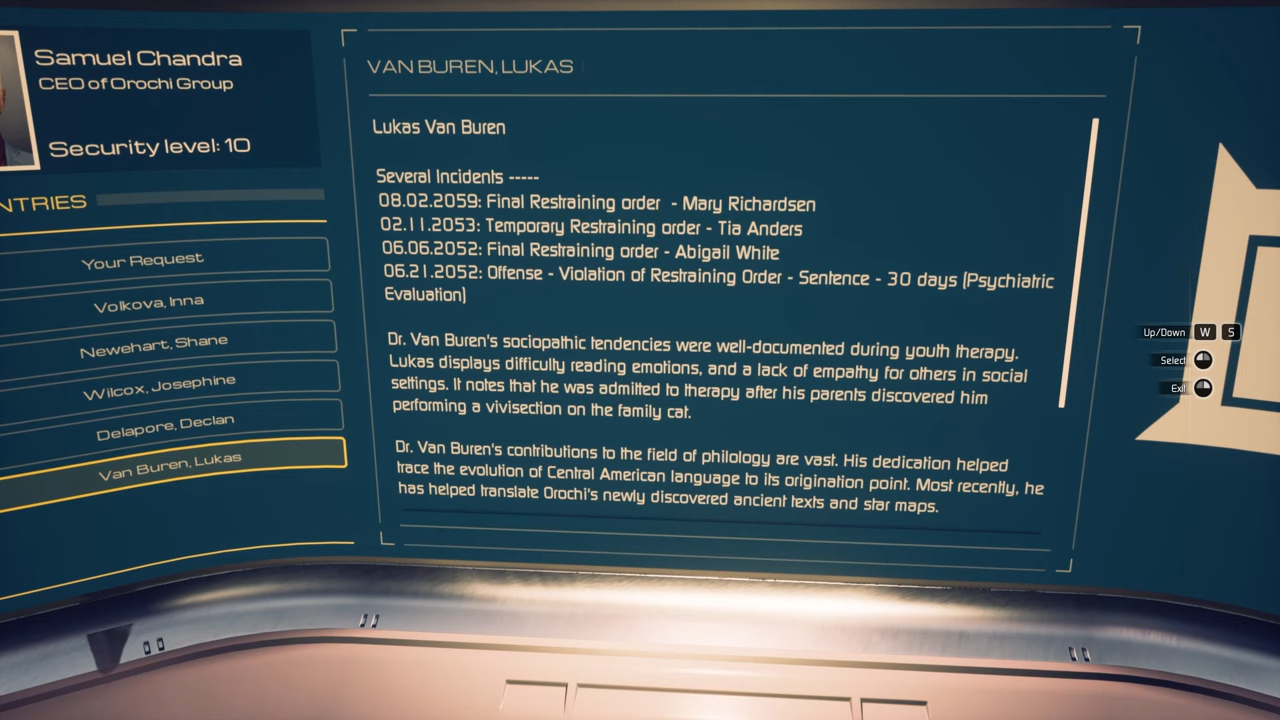 Samuel Chandra
CEO of Orochi Group
Security level: 10
NTRIES
Your Request
Volkova, Inna
Newehart, Shane
Wilcox, Josephine
Delapore, Declan
Van Buren, Lukas
VAN BUREN, LUKAS
Lukas Van Buren
Several Incidents -----
08.02.2059: Final Restraining order - Mary Richardsen
02.11.2053: Temporary Restraining order - Tia Anders
06.06.2052: Final Restraining order - Abigail White
06.21.2052: Offense - Violation of Restraining Order - Sentence - 30 days (Psychiatric
Evaluation)
Dr. Van Buren's sociopathic tendencies were well-documented during youth therapy.
Lukas displays difficulty reading emotions, and a lack of empathy for others in social
settings. It notes that he was admitted to therapy after his parents discovered him
performing a vivisection on the family cat.
Dr. Van Buren's contributions to the field of philology are vast. His dedication helped
trace the evolution of Central American language to its origination point. Most recently, he
has helped translate Orochi's newly discovered ancient texts and star maps.
Up/Down W S
Select
Exit